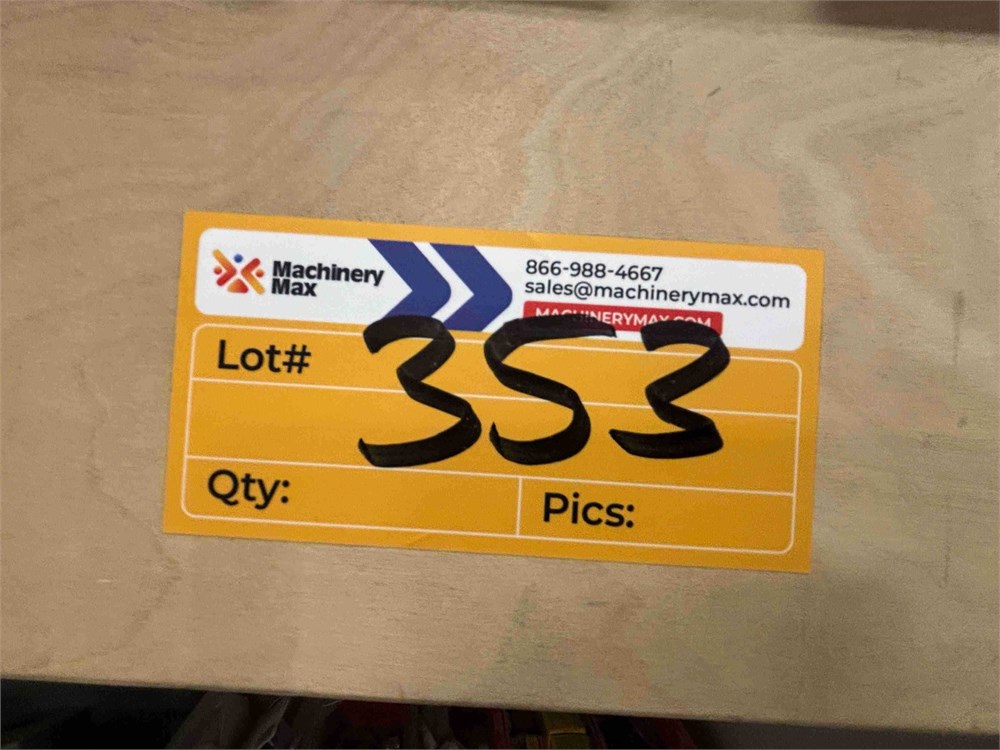 Machinery
Max
866-988-4667
sales@machinerymax.com
MACHINERYMAX.COM
Lot# 353
Qty:
Pics: